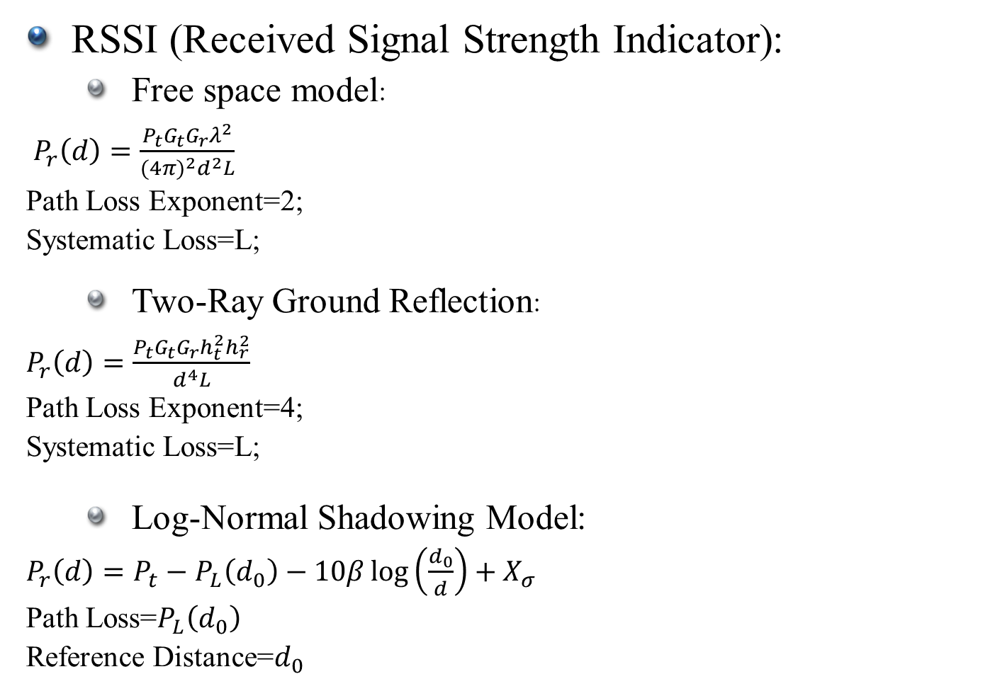 RSSI (Received Signal Strength Indicator):
Free space model:
$P_r(d) = \frac{P_t G_t G_r \lambda^2}{(4\pi)^2 d^2 L}$
Path Loss Exponent=2;
Systematic Loss=L;
Two-Ray Ground Reflection:
$P_r(d) = \frac{P_t G_t G_r h_t^2 h_r^2}{d^4 L}$
Path Loss Exponent=4;
Systematic Loss=L;
Log-Normal Shadowing Model:
$P_r(d) = P_t - P_L(d_0) - 10\beta \log\left(\frac{d_0}{d}\right) + X_\sigma$
Path Loss=$P_L(d_0)$
Reference Distance=$d_0$